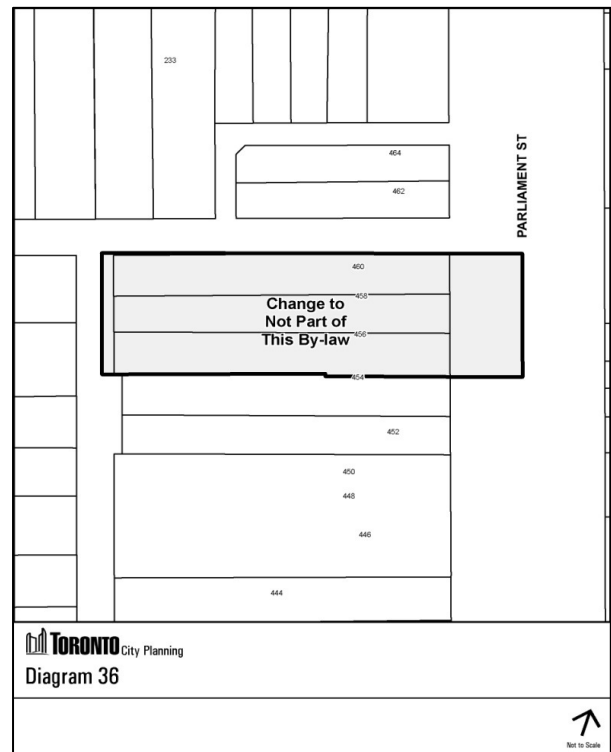 233
464
462
PARLIAMENT ST
460
458
Change to
Not Part of
This By-law
456
454
452
450
448
446
444
TORONTO City Planning
Diagram 36
Not to Scale